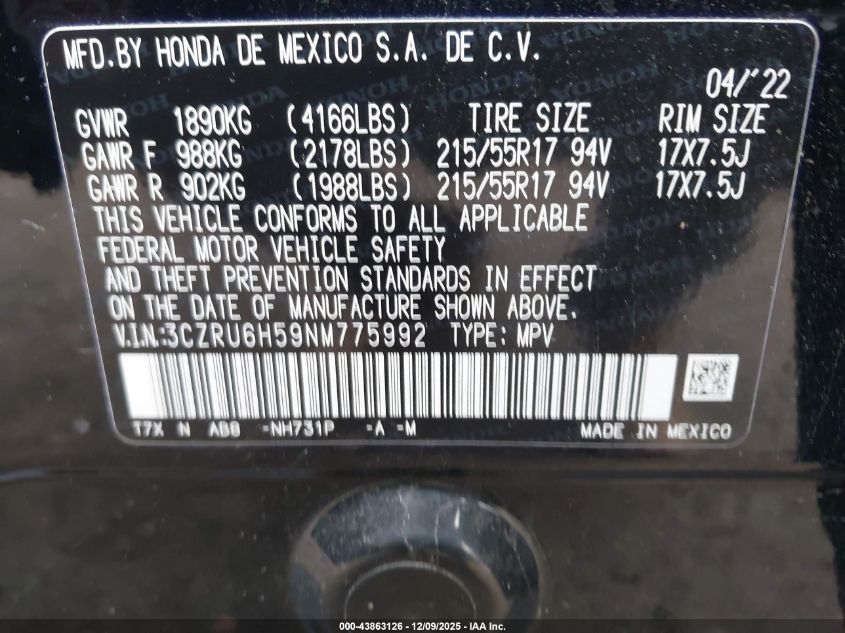 MFD.BY HONDA DE MEXICO S.A. DE C.V.
04/'22
GVWR 1890KG (4166LBS) TIRE SIZE RIM SIZE
GAWR F 988KG (2178LBS) 215/55R17 94V 17X7.5J
GAWR R 902KG (1988LBS) 215/55R17 94V 17X7.5J
THIS VEHICLE CONFORMS TO ALL APPLICABLE
FEDERAL MOTOR VEHICLE SAFETY
AND THEFT PREVENTION STANDARDS IN EFFECT
ON THE DATE OF MANUFACTURE SHOWN ABOVE.
V.I.N.:3CZRU6H59NM775992 TYPE: MPV
T7X N AB8 -NH731P -A -M MADE IN MEXICO
000-43863126 - 12/09/2025 - IAA Inc.